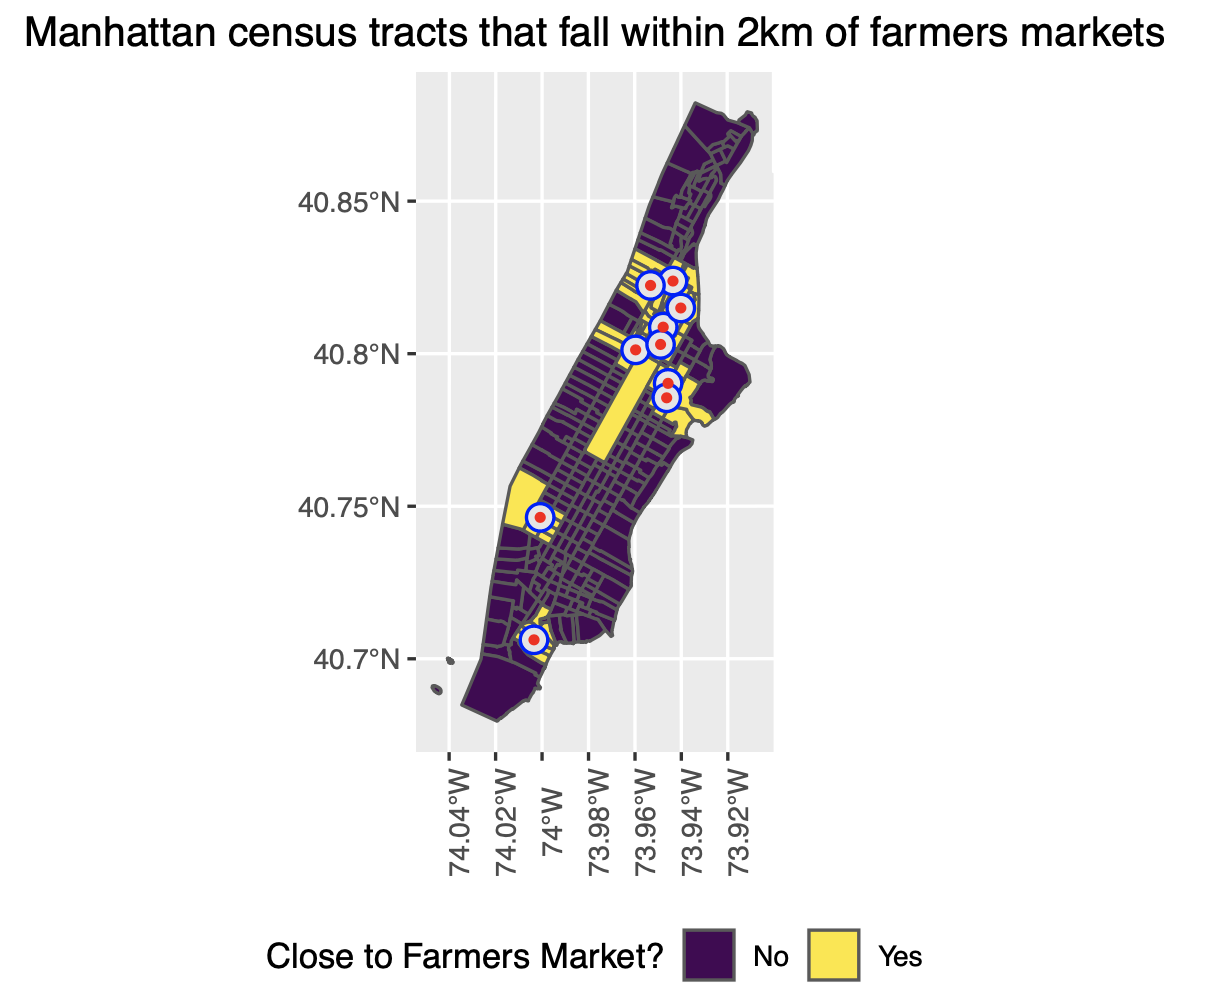 Manhattan census tracts that fall within 2km of farmers markets
40.85°N
40.8°N
40.75°N
40.7°N
74.04°W
74.02°W
74°W
73.98°W
73.96°W
73.94°W
73.92°W
Close to Farmers Market? No Yes